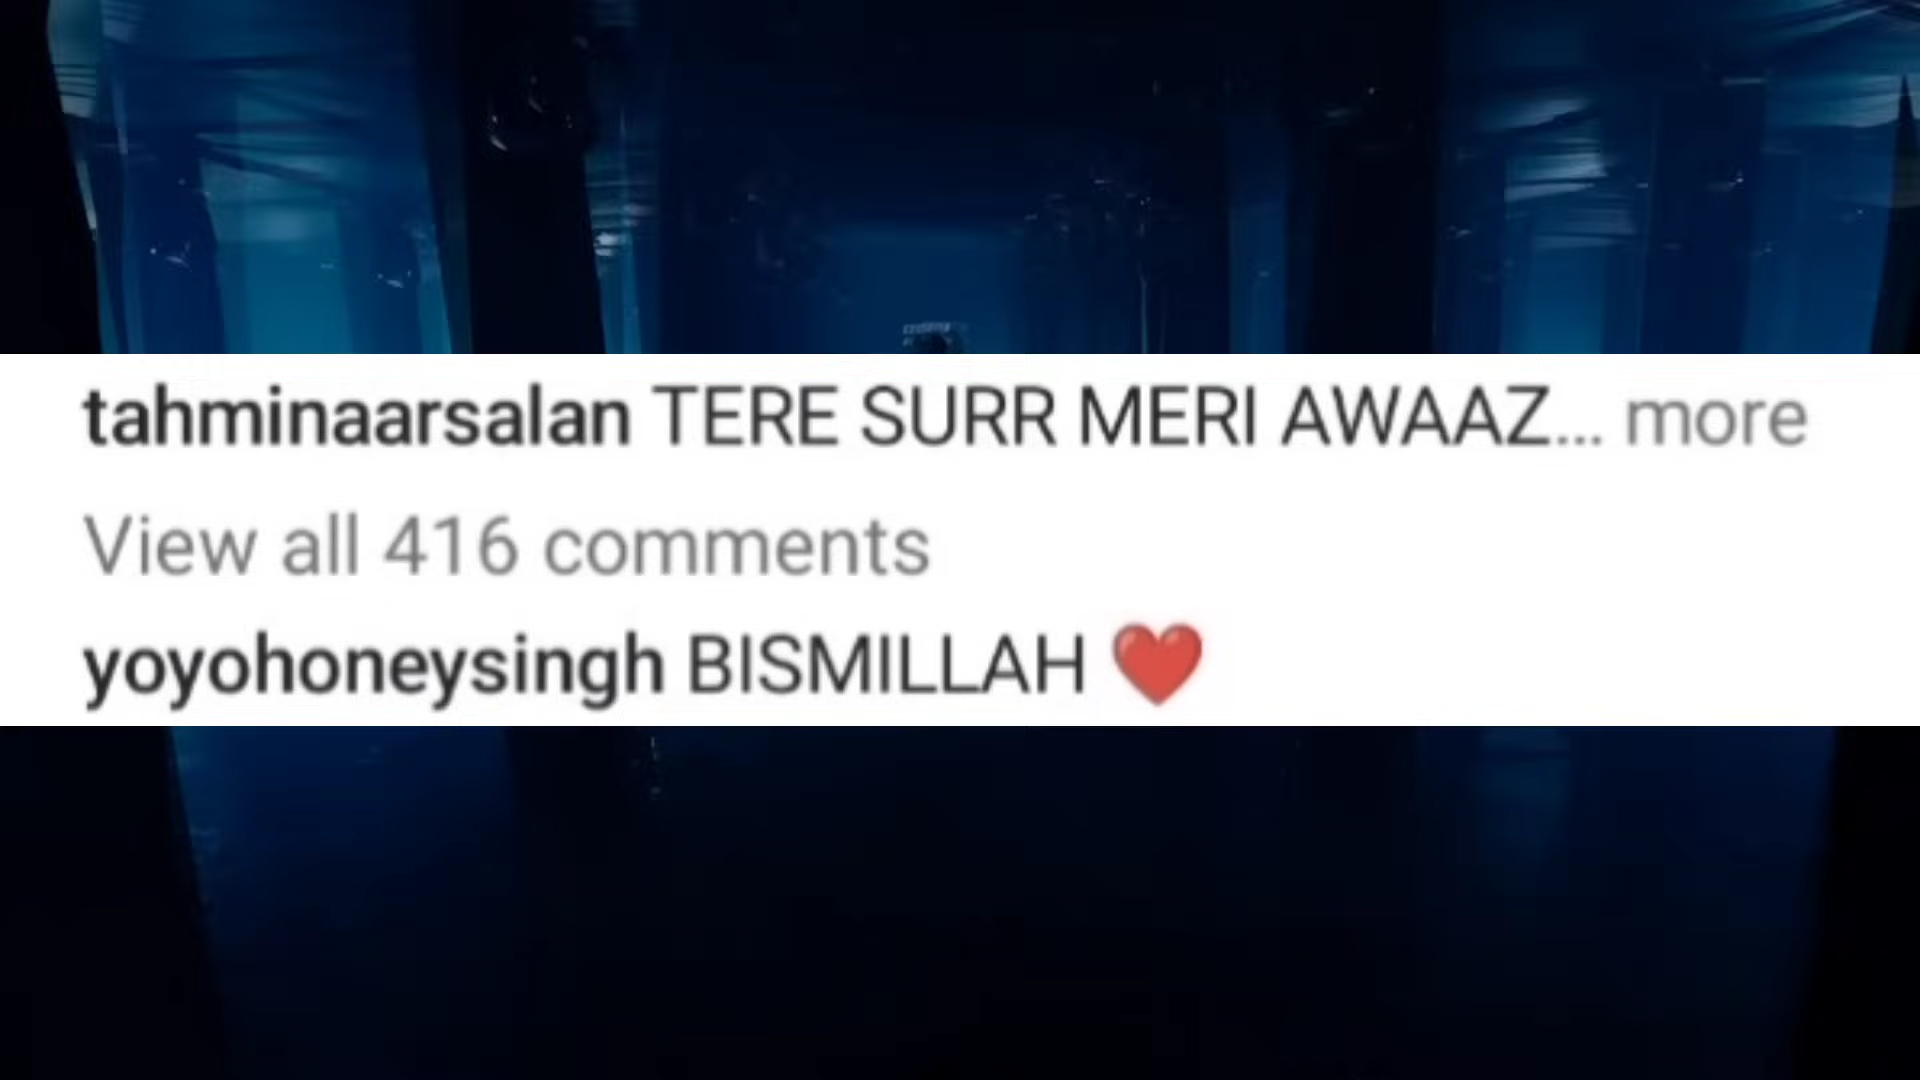 tahminaarsalan TERE SURR MERI AWAAZ... more
View all 416 comments
yoyohoneysingh BISMILLAH ❤️